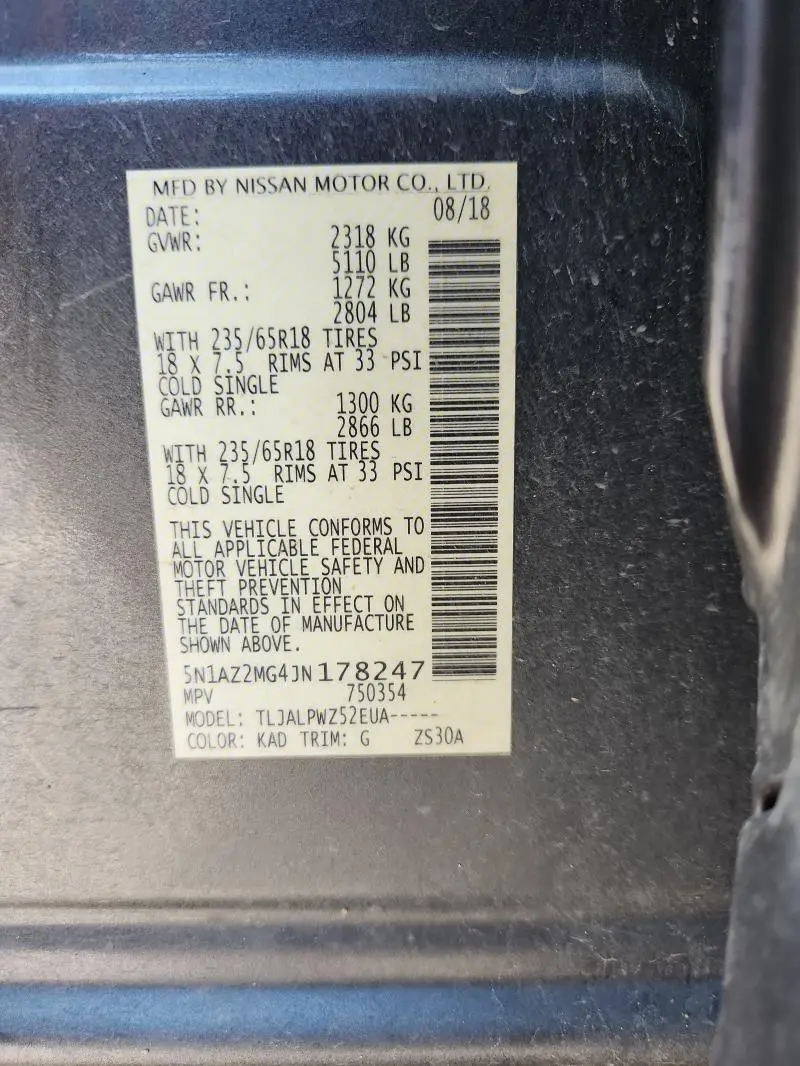 MFD BY NISSAN MOTOR CO., LTD.
DATE: 08/18
GVWR: 2318 KG
5110 LB
GAWR FR.: 1272 KG
2804 LB
WITH 235/65R18 TIRES
18 X 7.5 RIMS AT 33 PSI
COLD SINGLE
GAWR RR.: 1300 KG
2866 LB
WITH 235/65R18 TIRES
18 X 7.5 RIMS AT 33 PSI
COLD SINGLE
THIS VEHICLE CONFORMS TO
ALL APPLICABLE FEDERAL
MOTOR VEHICLE SAFETY AND
THEFT PREVENTION
STANDARDS IN EFFECT ON
THE DATE OF MANUFACTURE
SHOWN ABOVE.
5N1AZ2MG4JN178247
MPV 750354
MODEL: TLJALPWZ52EUA-----
COLOR: KAD TRIM: G ZS30A